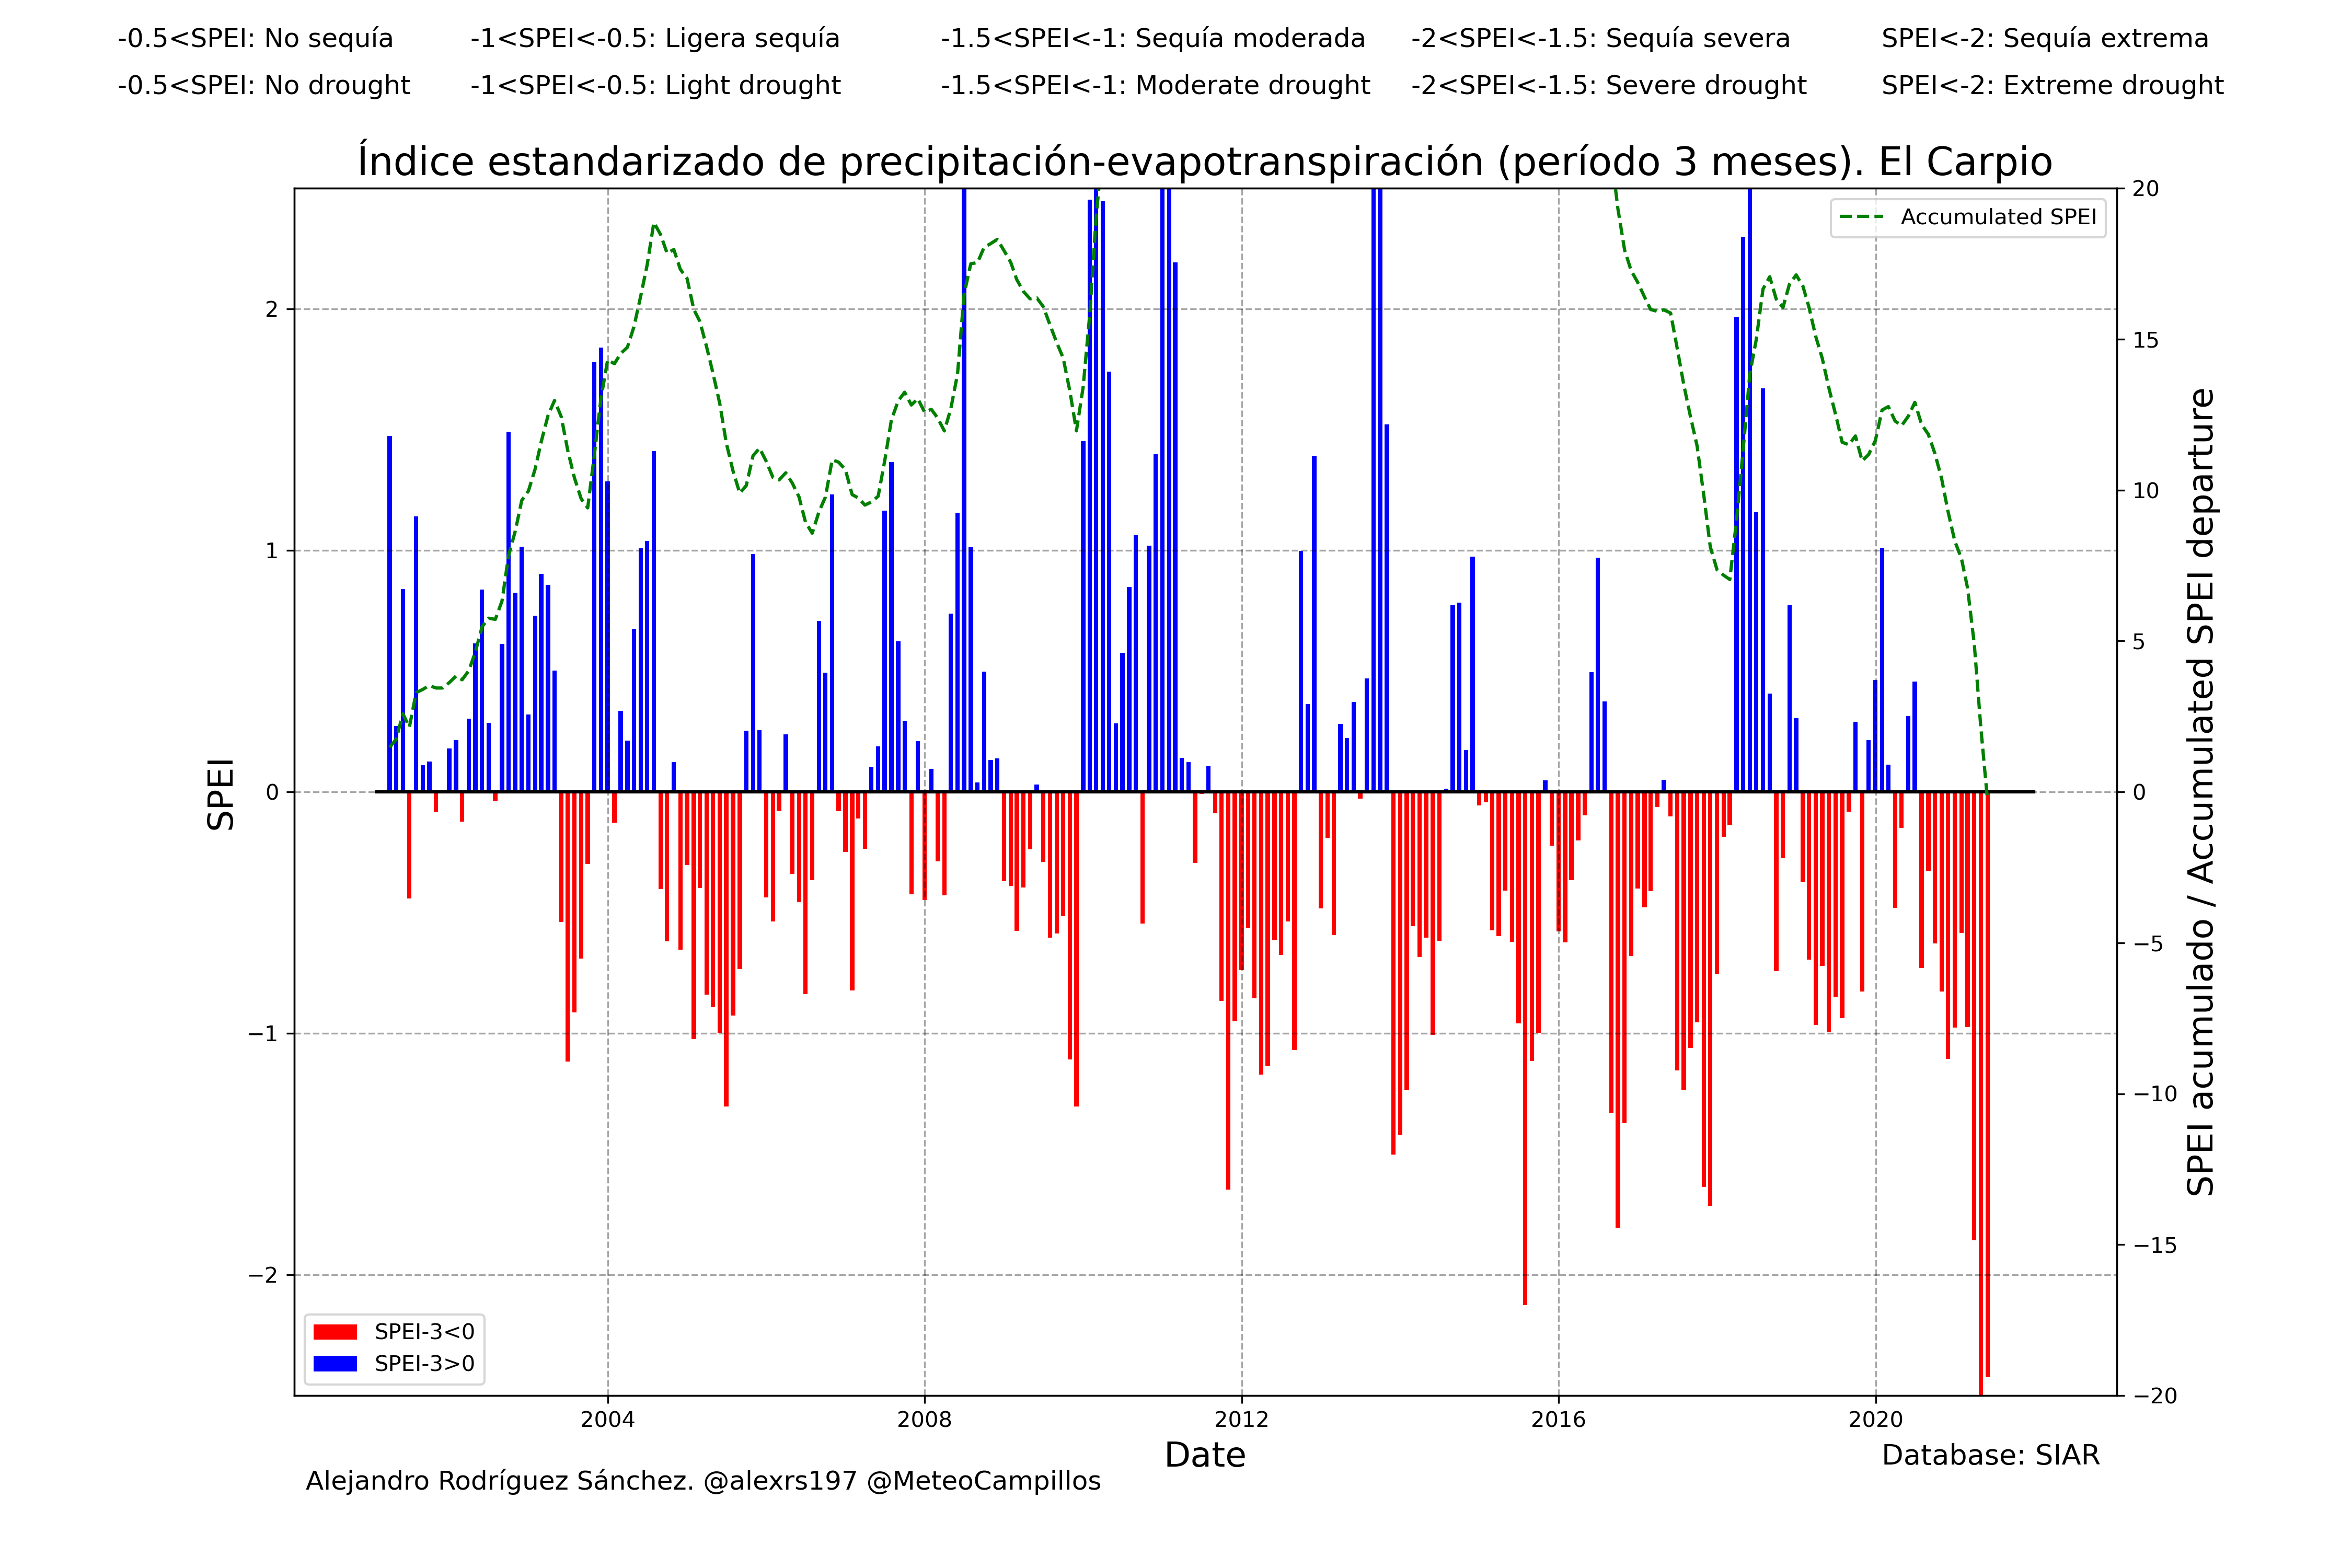 -0.5<SPEI: No sequía -1<SPEI<-0.5: Ligera sequía -1.5<SPEI<-1: Sequía moderada -2<SPEI<-1.5: Sequía severa SPEI<-2: Sequía extrema
-0.5<SPEI: No drought -1<SPEI<-0.5: Light drought -1.5<SPEI<-1: Moderate drought -2<SPEI<-1.5: Severe drought SPEI<-2: Extreme drought
Índice estandarizado de precipitación-evapotranspiración (período 3 meses). El Carpio
Accumulated SPEI
2
1
0
−1
−2
SPEI
20
15
10
5
0
−5
−10
−15
−20
SPEI acumulado / Accumulated SPEI departure
SPEI-3<0
SPEI-3>0
2004 2008 2012 2016 2020
Date
Database: SIAR
Alejandro Rodríguez Sánchez. @alexrs197 @MeteoCampillos